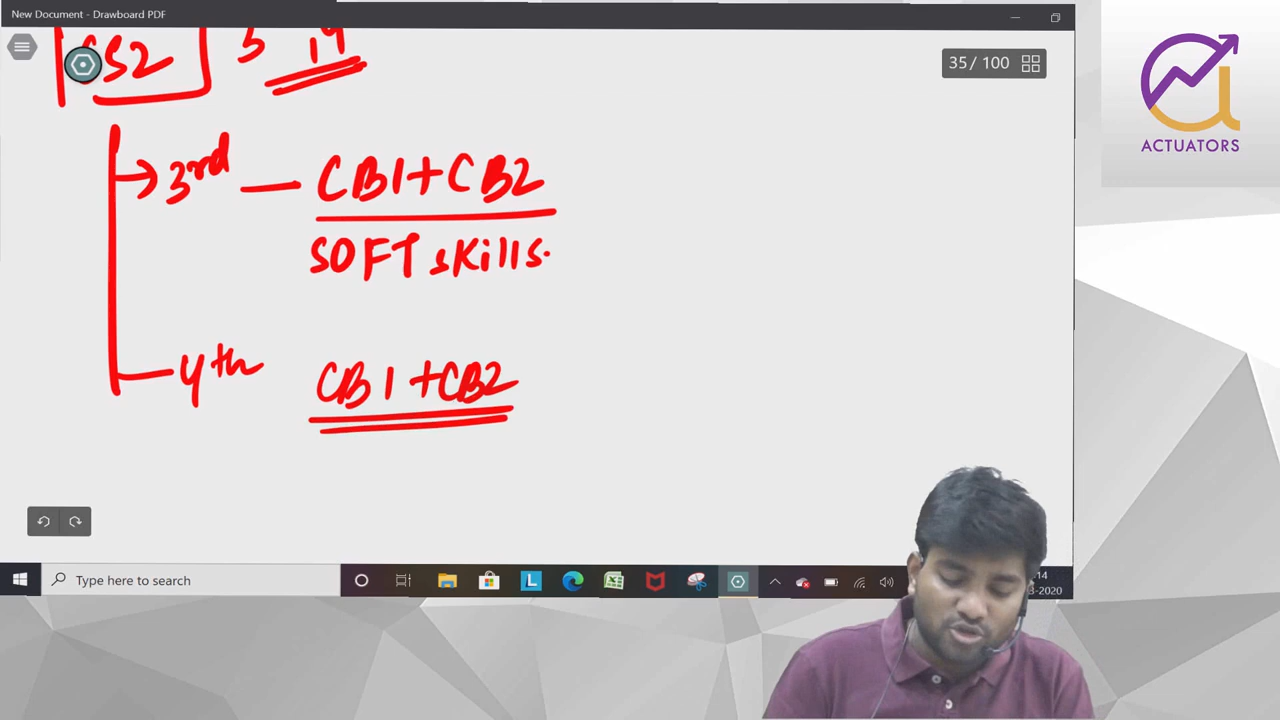 New Document - Drawboard PDF
CS2
35 / 100
ACTUATORS
→ 3rd — CB1+CB2
SOFT skills.
4th CB1+CB2
Type here to search